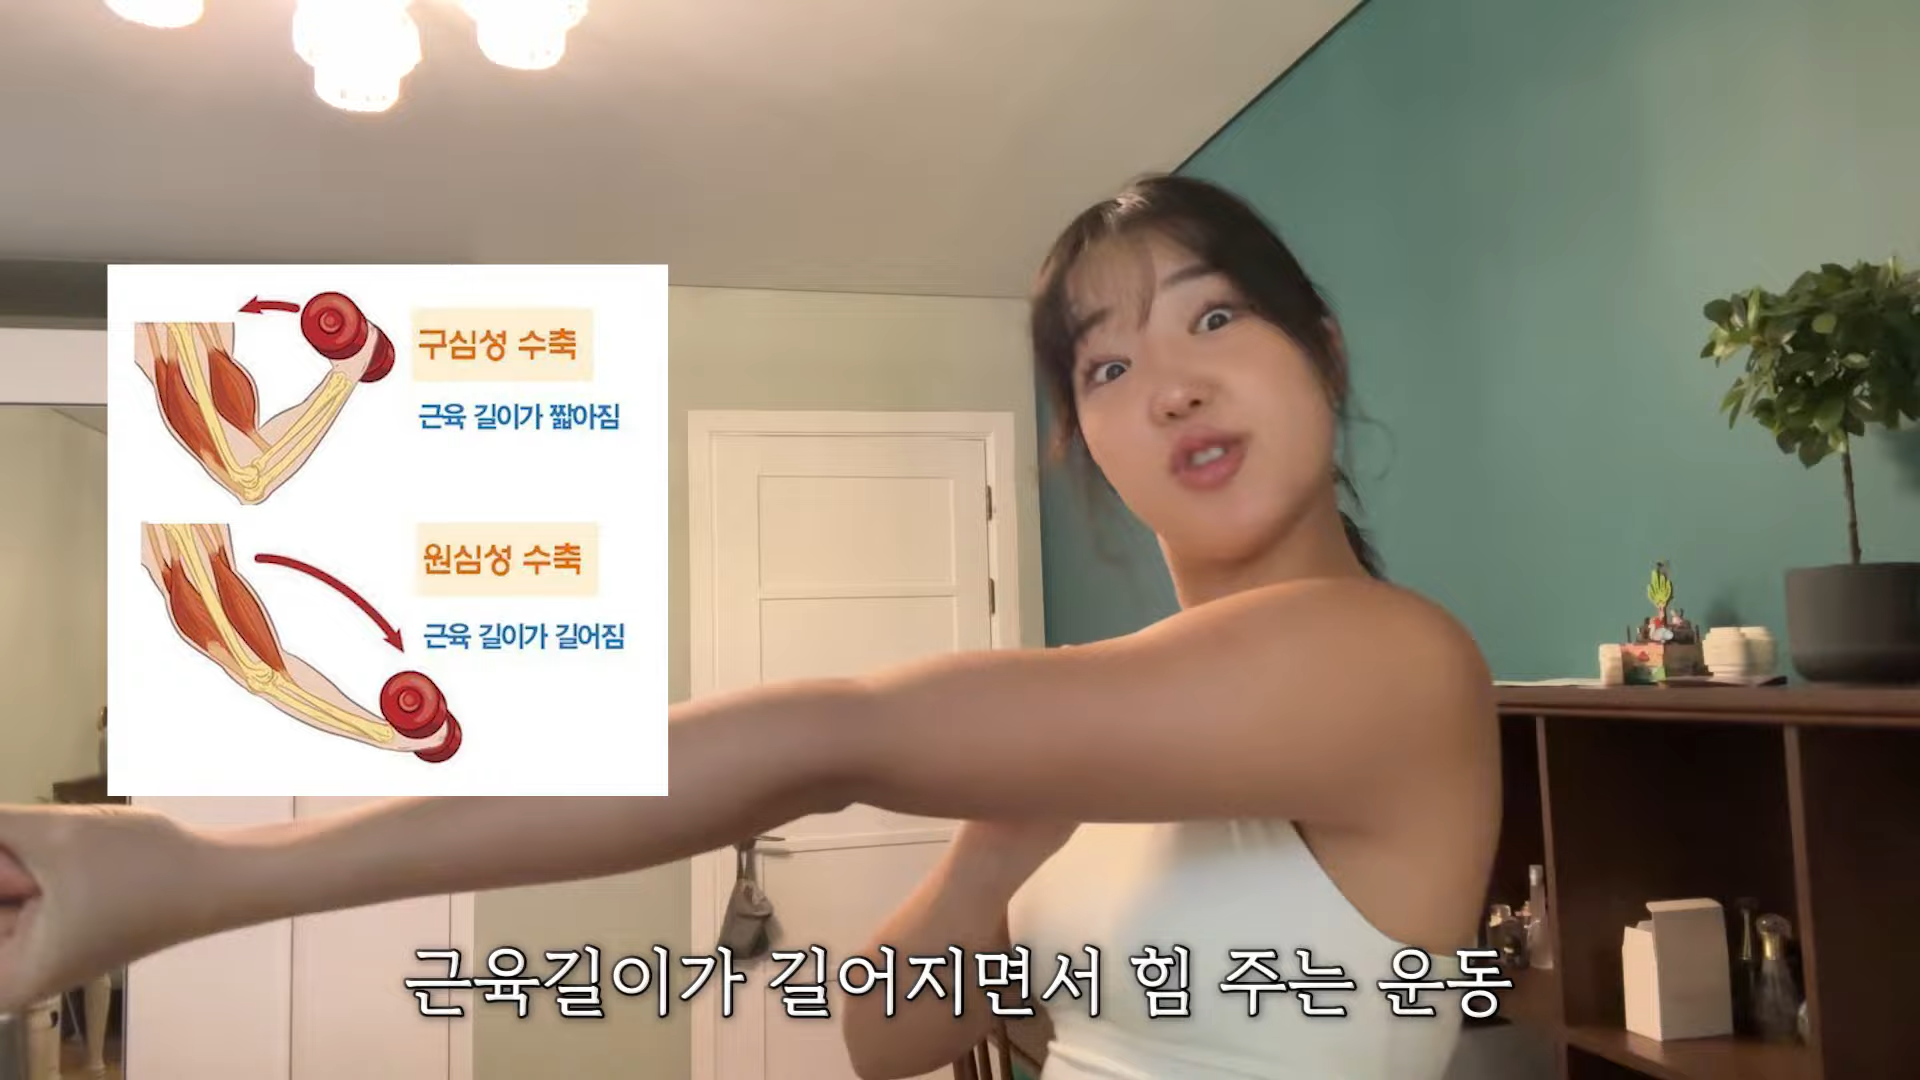 구심성 수축
근육 길이가 짧아짐
원심성 수축
근육 길이가 길어짐
근육길이가 길어지면서 힘 주는 운동